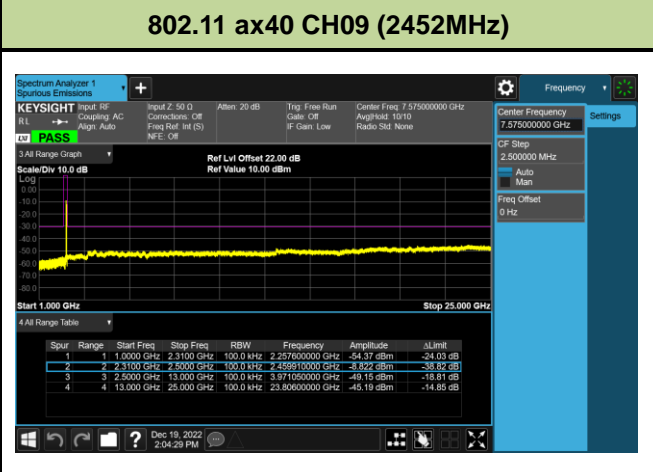 802.11 ax40 CH09 (2452MHz)
Spectrum Analyzer 1
Spurious Emissions
Frequency
KEYSIGHT Input: RF Input Z: 50 Ω Atten: 20 dB Trig: Free Run Center Freq: 7.575000000 GHz
RL Coupling: AC Corrections: Off Gate: Off Avg|Hold: 10/10
Align: Auto Freq Ref: Int (S) IF Gain: Low Radio Std: None
LXI PASS NFE: Off
Center Frequency
7.575000000 GHz
Settings
CF Step
2.500000 MHz
Auto
Man
Freq Offset
0 Hz
3 All Range Graph
Ref Lvl Offset 22.00 dB
Scale/Div 10.0 dB Ref Value 10.00 dBm
Log
0.00
-10.0
-20.0
-30.0
-40.0
-50.0
-60.0
-70.0
-80.0
Start 1.000 GHz Stop 25.000 GHz
4 All Range Table
Spur Range Start Freq Stop Freq RBW Frequency Amplitude ΔLimit
1 1 1.0000 GHz 2.3100 GHz 100.0 kHz 2.257600000 GHz -54.37 dBm -24.03 dB
2 2 2.3100 GHz 2.5000 GHz 100.0 kHz 2.459910000 GHz -8.822 dBm -38.82 dB
3 3 2.5000 GHz 13.000 GHz 100.0 kHz 3.971050000 GHz -49.15 dBm -18.81 dB
4 4 13.000 GHz 25.000 GHz 100.0 kHz 23.80600000 GHz -45.19 dBm -14.85 dB
Dec 19, 2022
2:04:29 PM